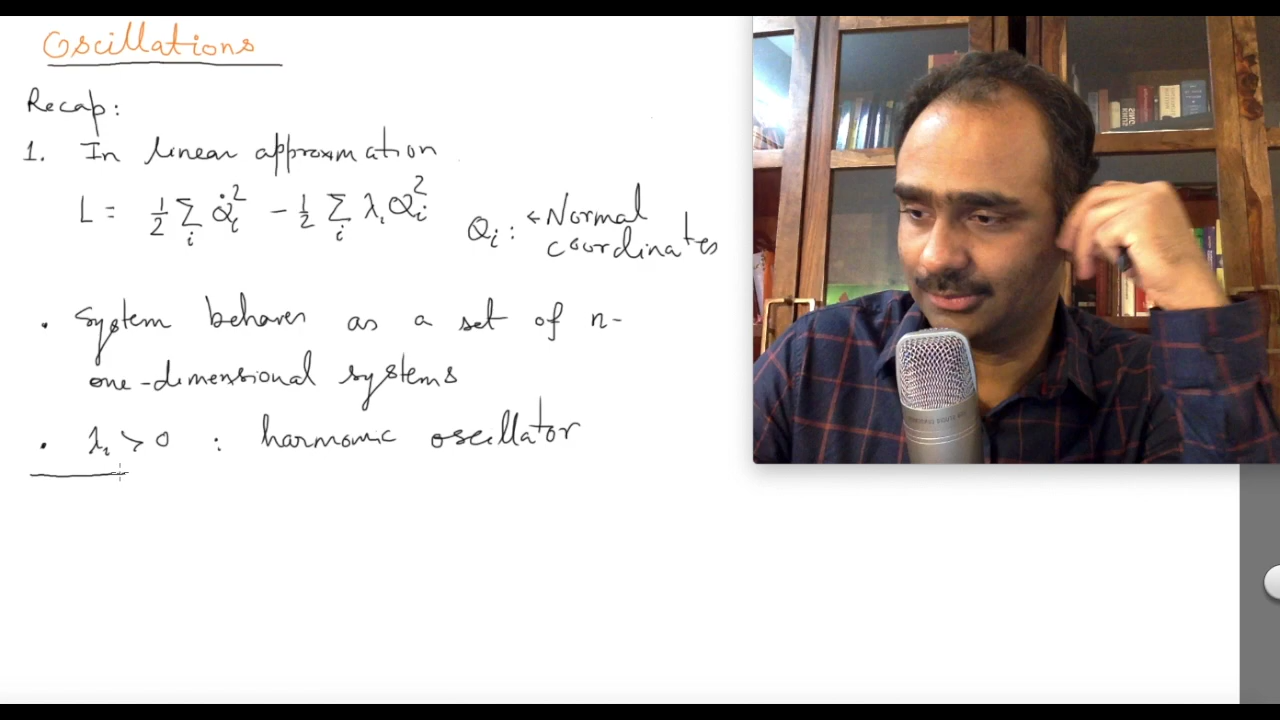 Oscillations
Recap:
1. In linear approxmation
L = 1/2 Σ_i Q̇_i² - 1/2 Σ_i λ_i Q_i²
Q_i : ← Normal
coordinates
. System behaves as a set of n-
one-dimensional systems
. λ_i > 0 : harmonic oscillator